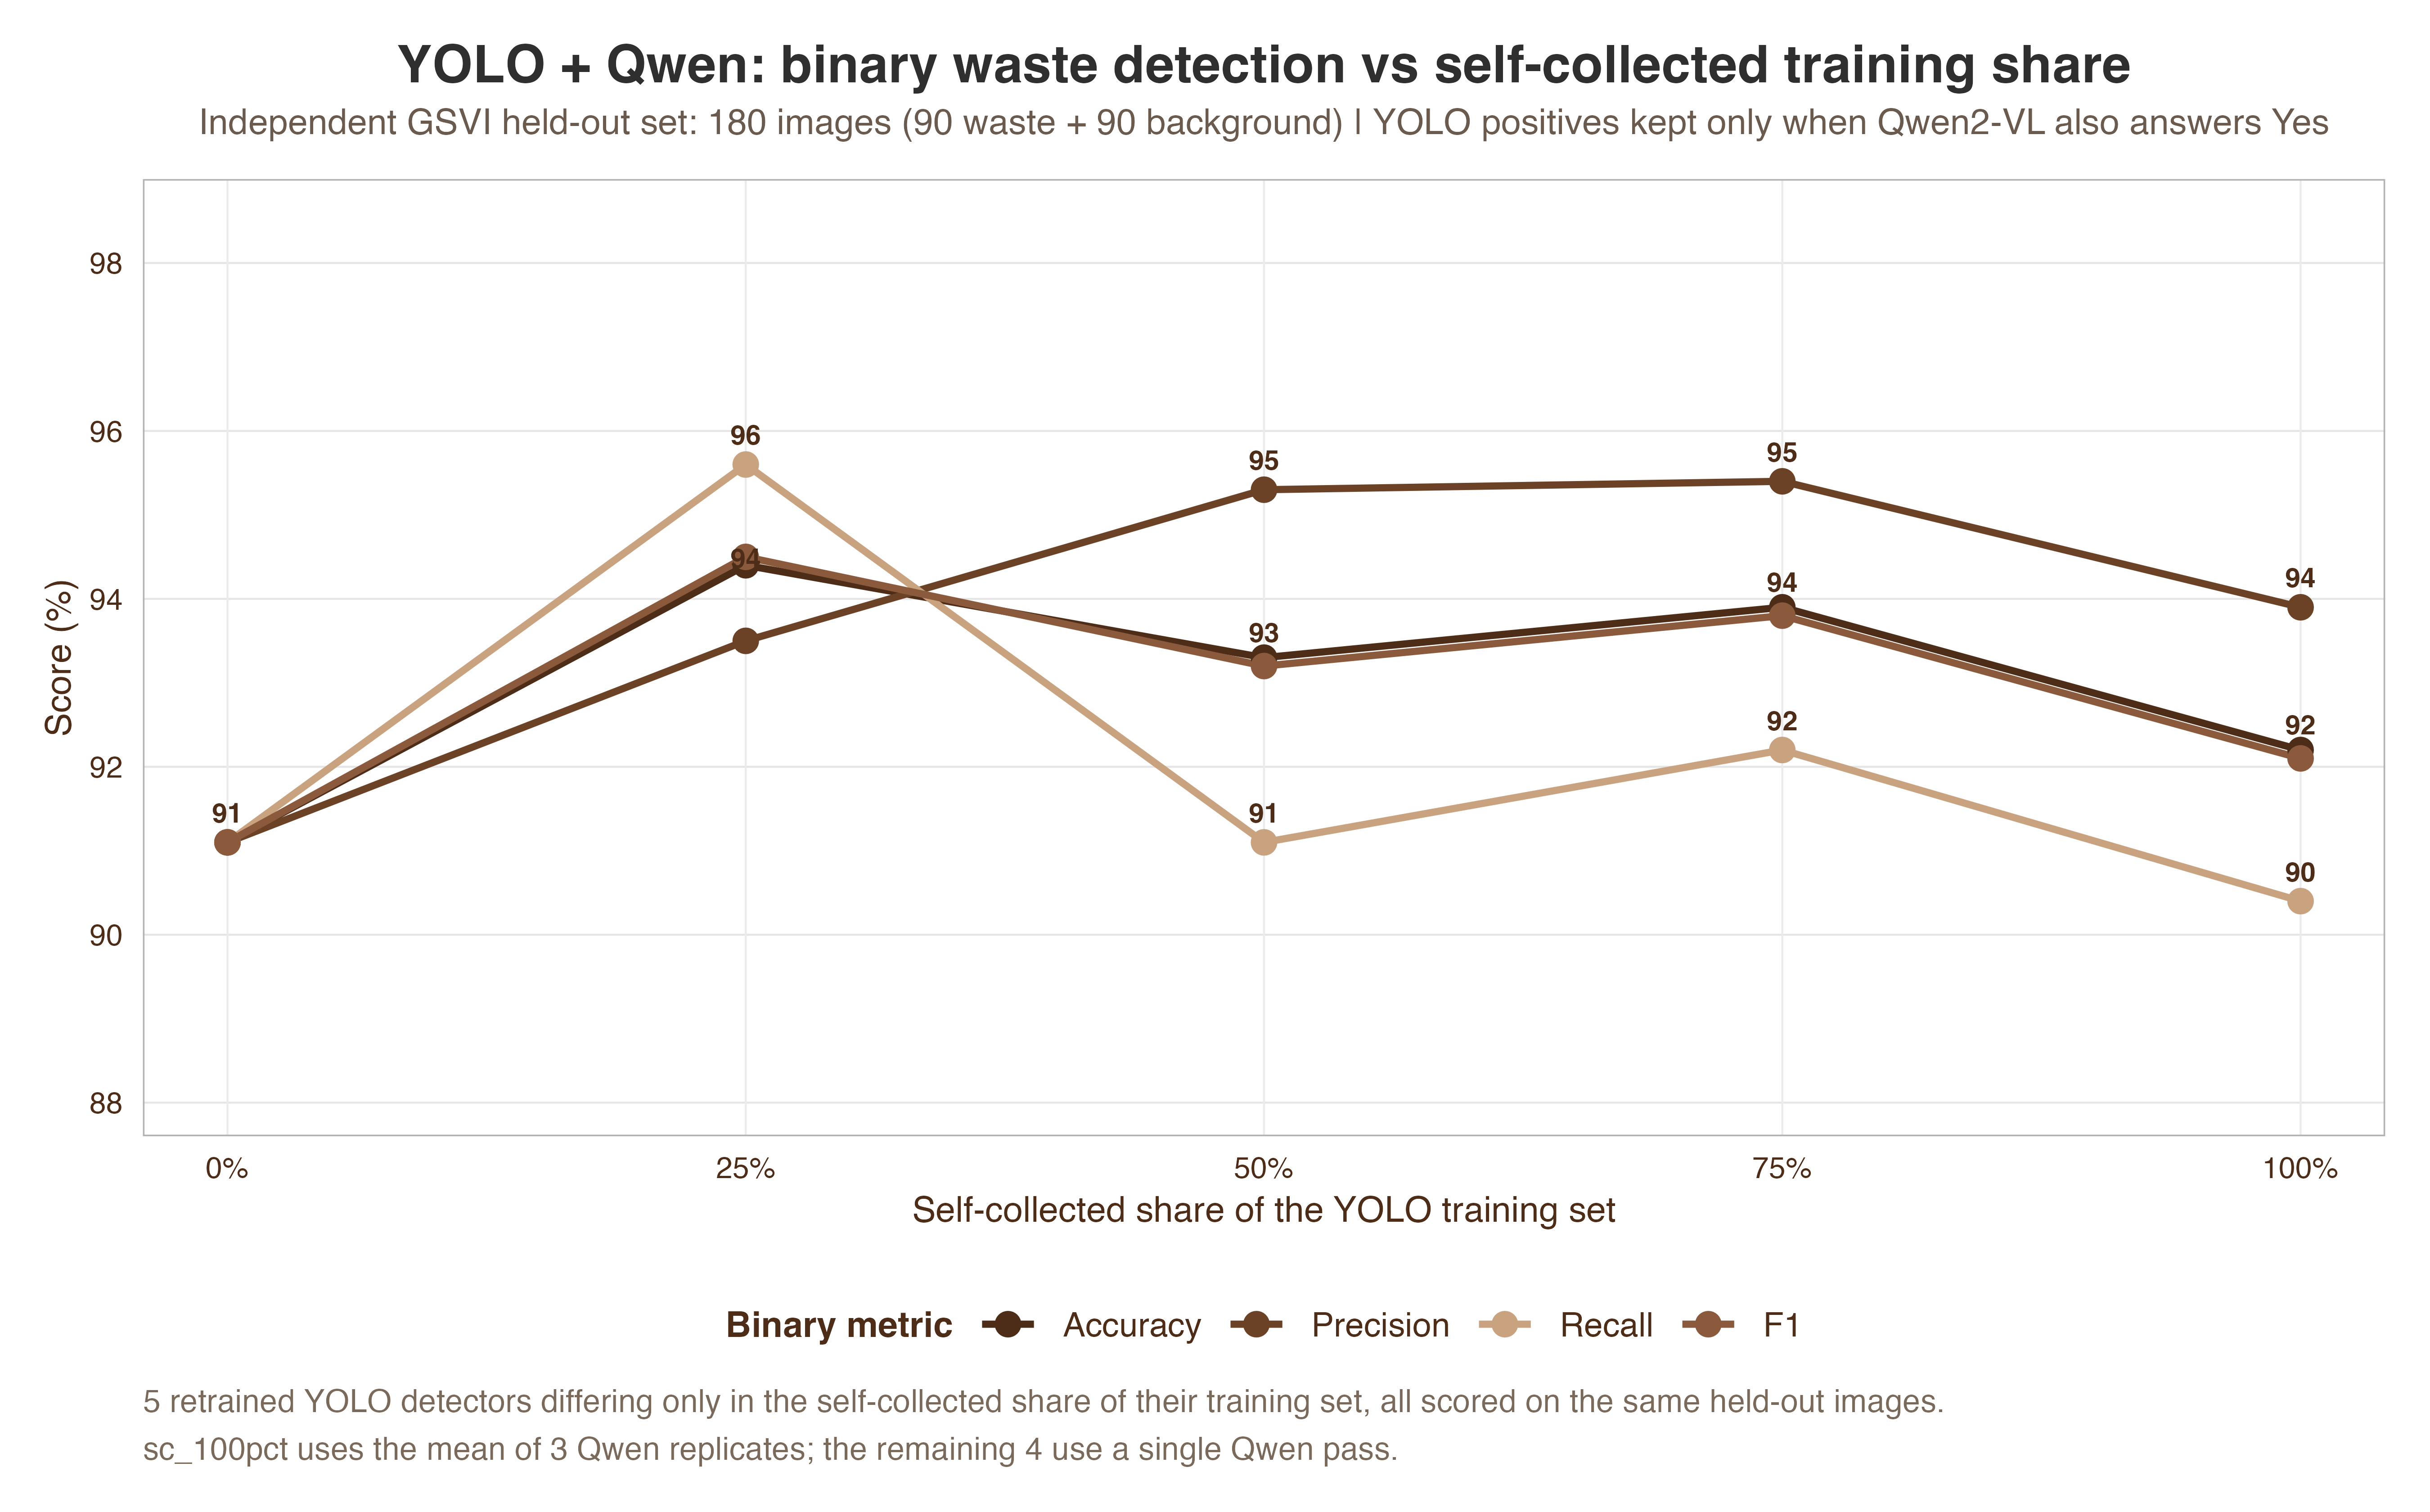 YOLO + Qwen: binary waste detection vs self-collected training share
Independent GSVI held-out set: 180 images (90 waste + 90 background) | YOLO positives kept only when Qwen2-VL also answers Yes
Score (%)
98
96
94
92
90
88
91
96
94
95
93
91
95
94
92
94
92
90
0%
25%
50%
75%
100%
Self-collected share of the YOLO training set
Binary metric
Accuracy
Precision
Recall
F1
5 retrained YOLO detectors differing only in the self-collected share of their training set, all scored on the same held-out images.
sc_100pct uses the mean of 3 Qwen replicates; the remaining 4 use a single Qwen pass.